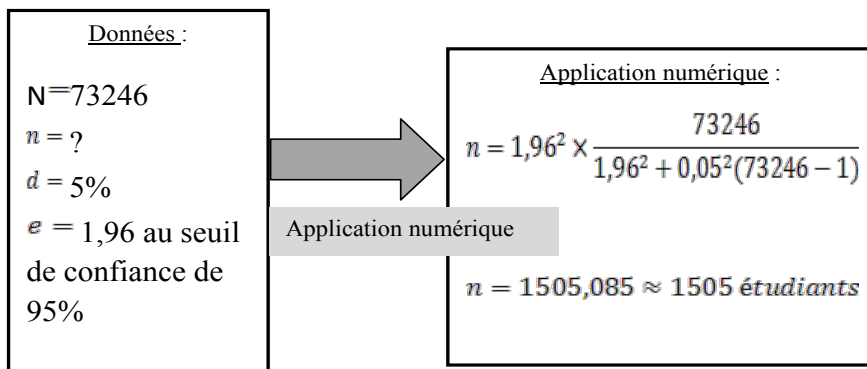 Données :
N=73246
n = ?
d = 5%
e = 1,96 au seuil
de confiance de
95%
Application numérique
Application numérique :
n = 1,96² × 73246 / (1,96² + 0,05²(73246 − 1))
n = 1505,085 ≈ 1505 étudiants